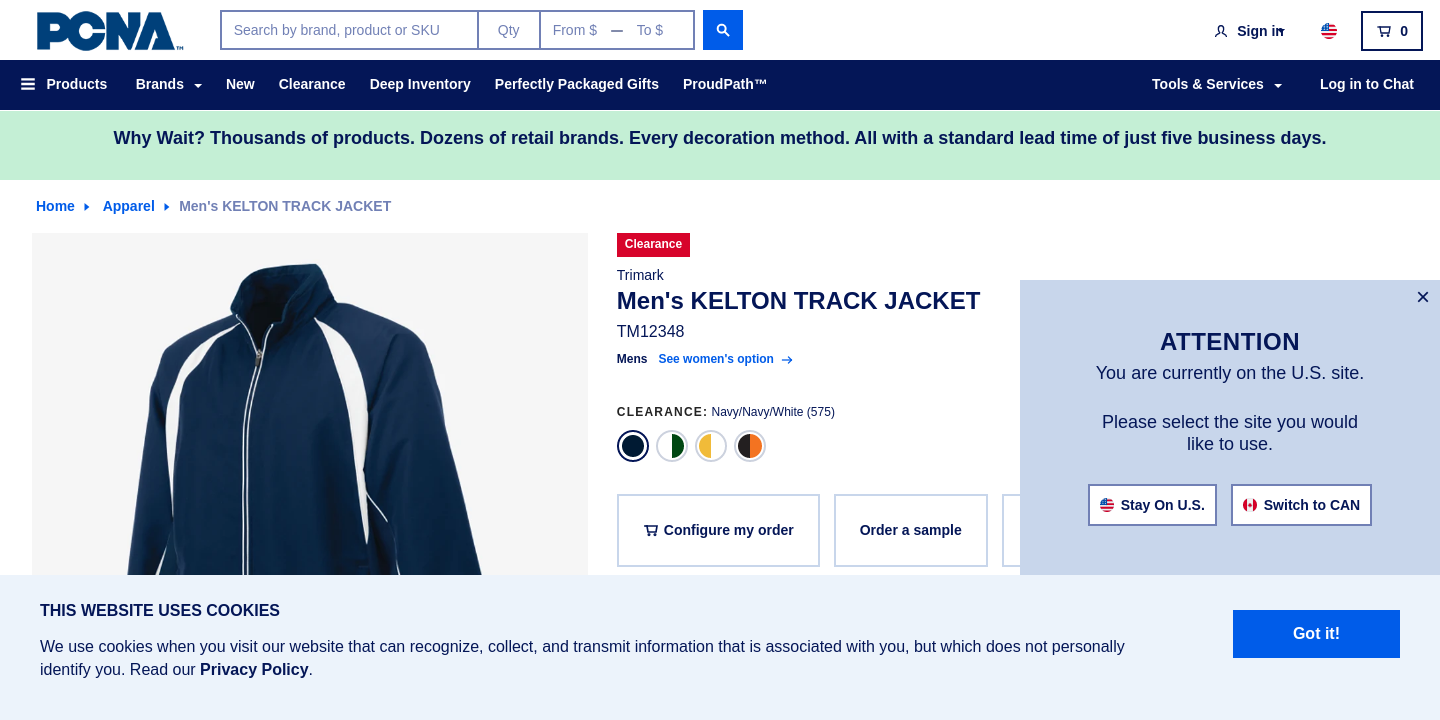 PCNA™
Search by brand, product or SKU
Qty
From $ — To $
Sign in
0
Products
Brands
New
Clearance
Deep Inventory
Perfectly Packaged Gifts
ProudPath™
Tools & Services
Log in to Chat
Why Wait? Thousands of products. Dozens of retail brands. Every decoration method. All with a standard lead time of just five business days.
Home
Apparel
Men's KELTON TRACK JACKET
Clearance
Trimark
Men's KELTON TRACK JACKET
TM12348
Mens See women's option
CLEARANCE: Navy/Navy/White (575)
Configure my order
Order a sample
ATTENTION
You are currently on the U.S. site.
Please select the site you would
like to use.
Stay On U.S.
Switch to CAN
THIS WEBSITE USES COOKIES
We use cookies when you visit our website that can recognize, collect, and transmit information that is associated with you, but which does not personally
identify you. Read our Privacy Policy.
Got it!